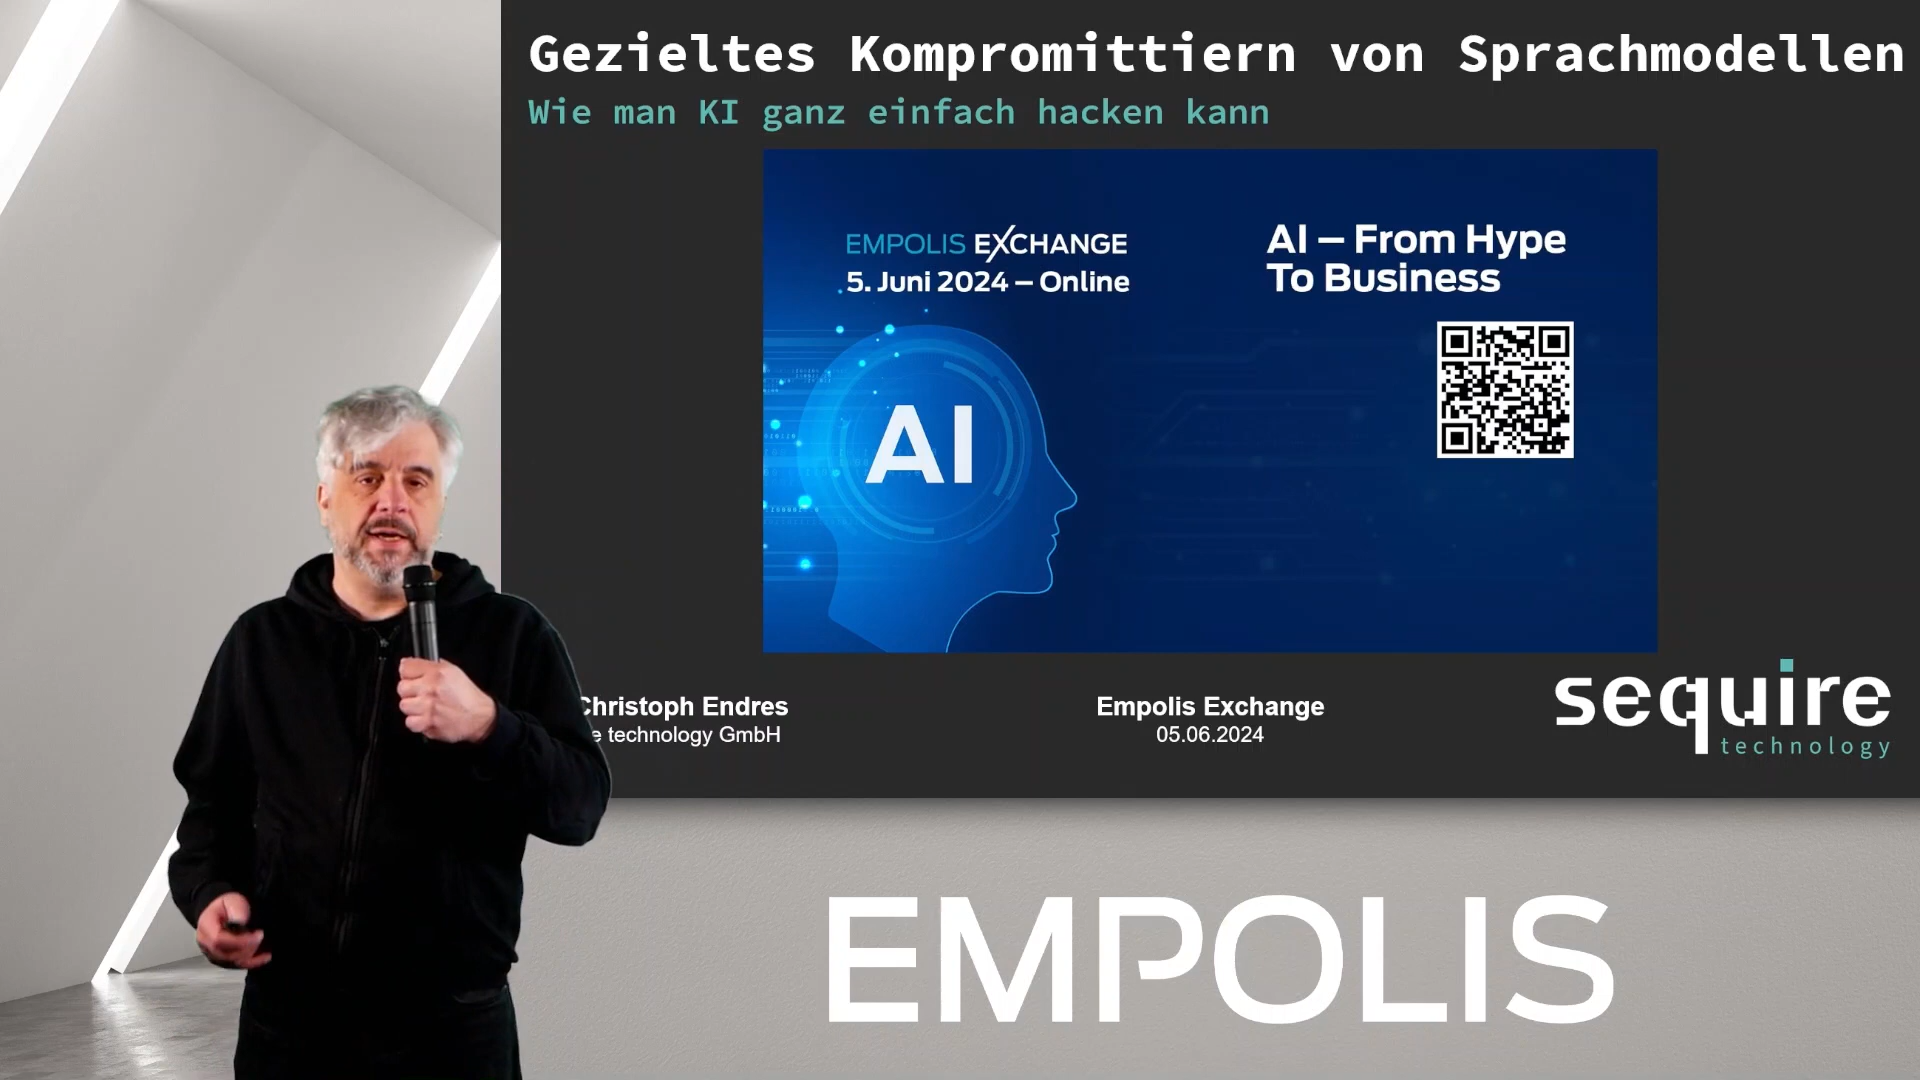 Gezieltes Kompromittiern von Sprachmodellen
Wie man KI ganz einfach hacken kann
EMPOLIS EXCHANGE
5. Juni 2024 – Online
AI – From Hype
To Business
AI
Christoph Endres
e technology GmbH
Empolis Exchange
05.06.2024
sequire
technology
EMPOLIS